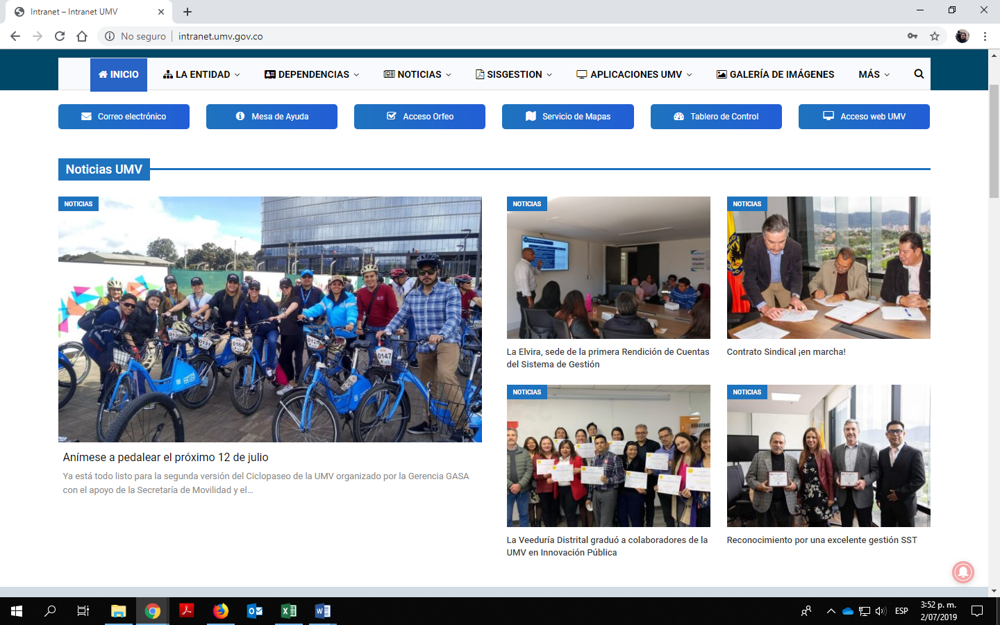 Intranet – Intranet UMV
No seguro
intranet.umv.gov.co
INICIO
LA ENTIDAD
DEPENDENCIAS
NOTICIAS
SISGESTION
APLICACIONES UMV
GALERÍA DE IMÁGENES
MÁS
Correo electrónico
Mesa de Ayuda
Acceso Orfeo
Servicio de Mapas
Tablero de Control
Acceso web UMV
Noticias UMV
NOTICIAS
0164
0147
Anímese a pedalear el próximo 12 de julio
Ya está todo listo para la segunda versión del Ciclopaseo de la UMV organizado por la Gerencia GASA
con el apoyo de la Secretaría de Movilidad y el...
NOTICIAS
La Elvira, sede de la primera Rendición de Cuentas
del Sistema de Gestión
NOTICIAS
Contrato Sindical ¡en marcha!
NOTICIAS
La Veeduría Distrital graduó a colaboradores de la
UMV en Innovación Pública
NOTICIAS
Reconocimiento por una excelente gestión SST
ESP
3:52 p. m.
2/07/2019